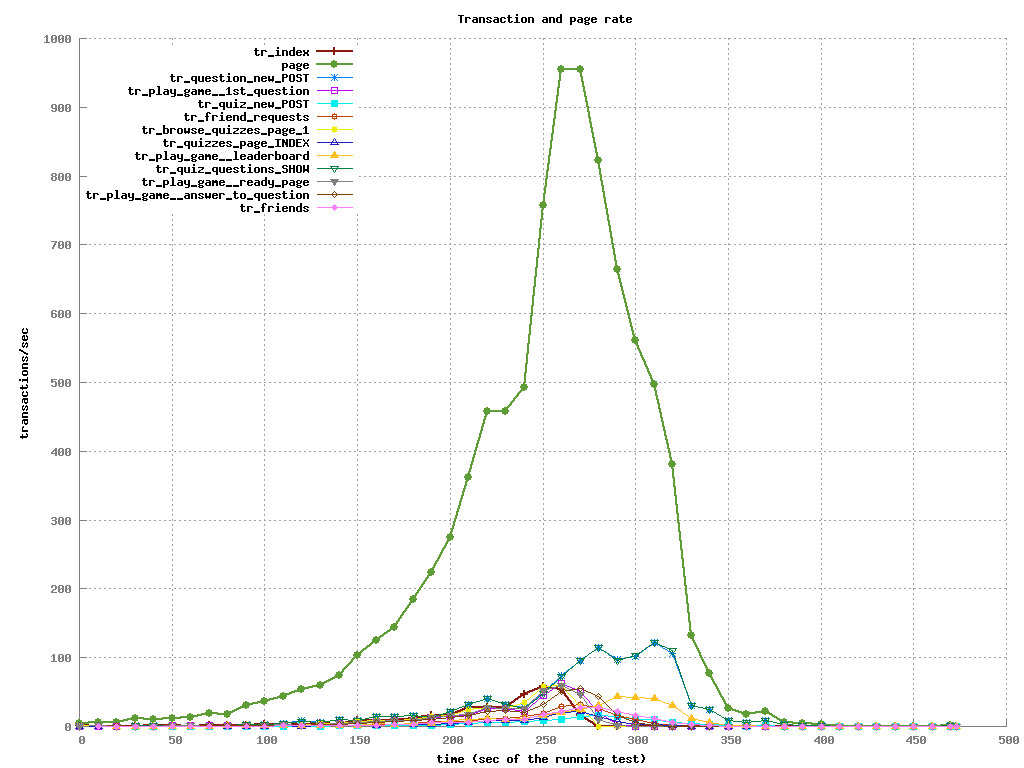 Transaction and page rate
1000
900
800
700
600
500
400
300
200
100
0
transactions/sec
tr_index
page
tr_question_new_POST
tr_play_game__1st_question
tr_quiz_new_POST
tr_friend_requests
tr_browse_quizzes_page_1
tr_quizzes_page_INDEX
tr_play_game__leaderboard
tr_quiz_questions_SHOW
tr_play_game__ready_page
tr_play_game__answer_to_question
tr_friends
0 50 100 150 200 250 300 350 400 450 500
time (sec of the running test)